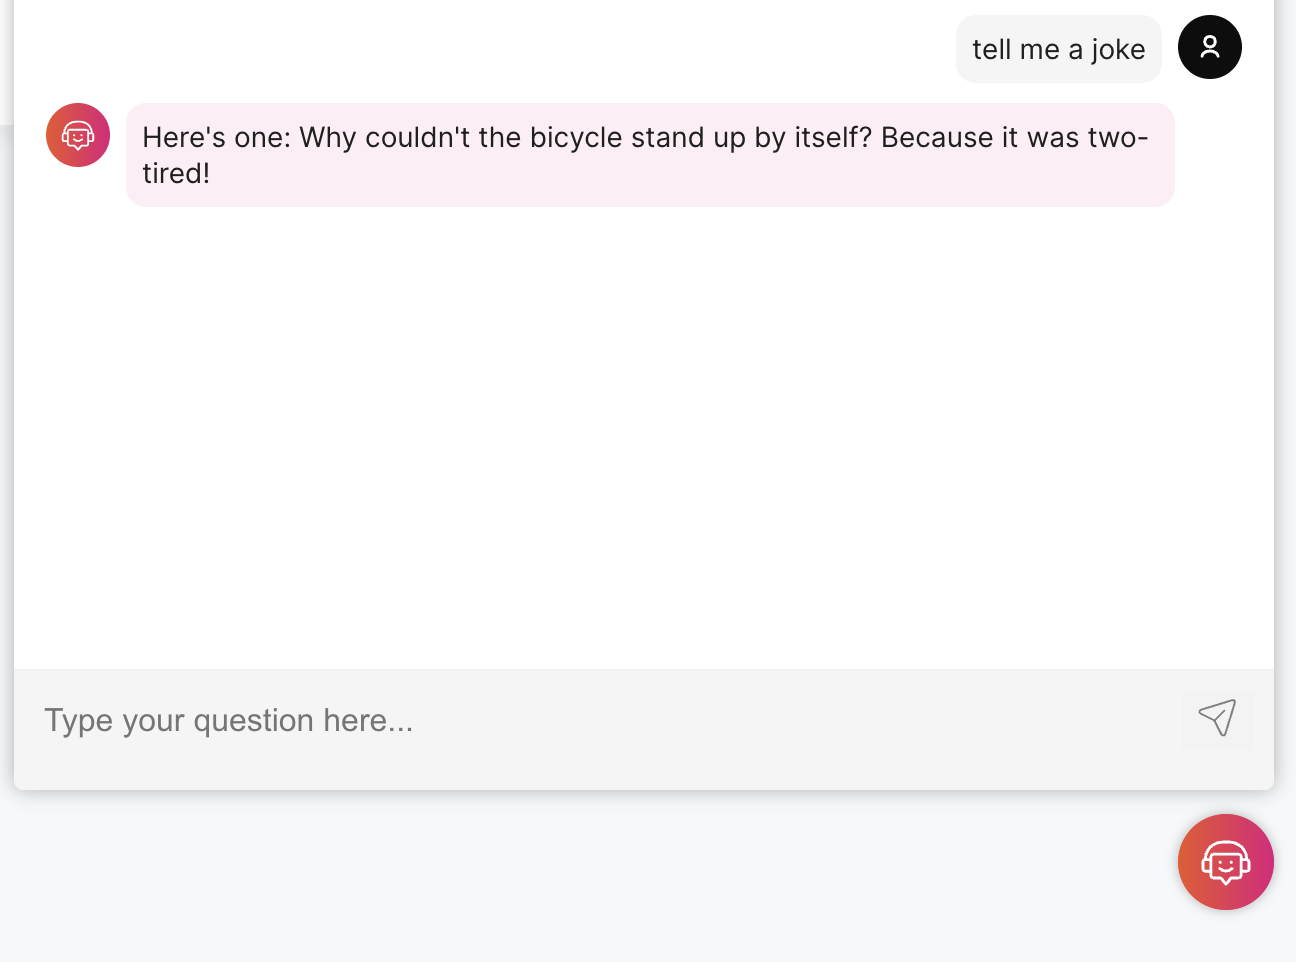 tell me a joke
Here's one: Why couldn't the bicycle stand up by itself? Because it was two-
tired!
Type your question here...